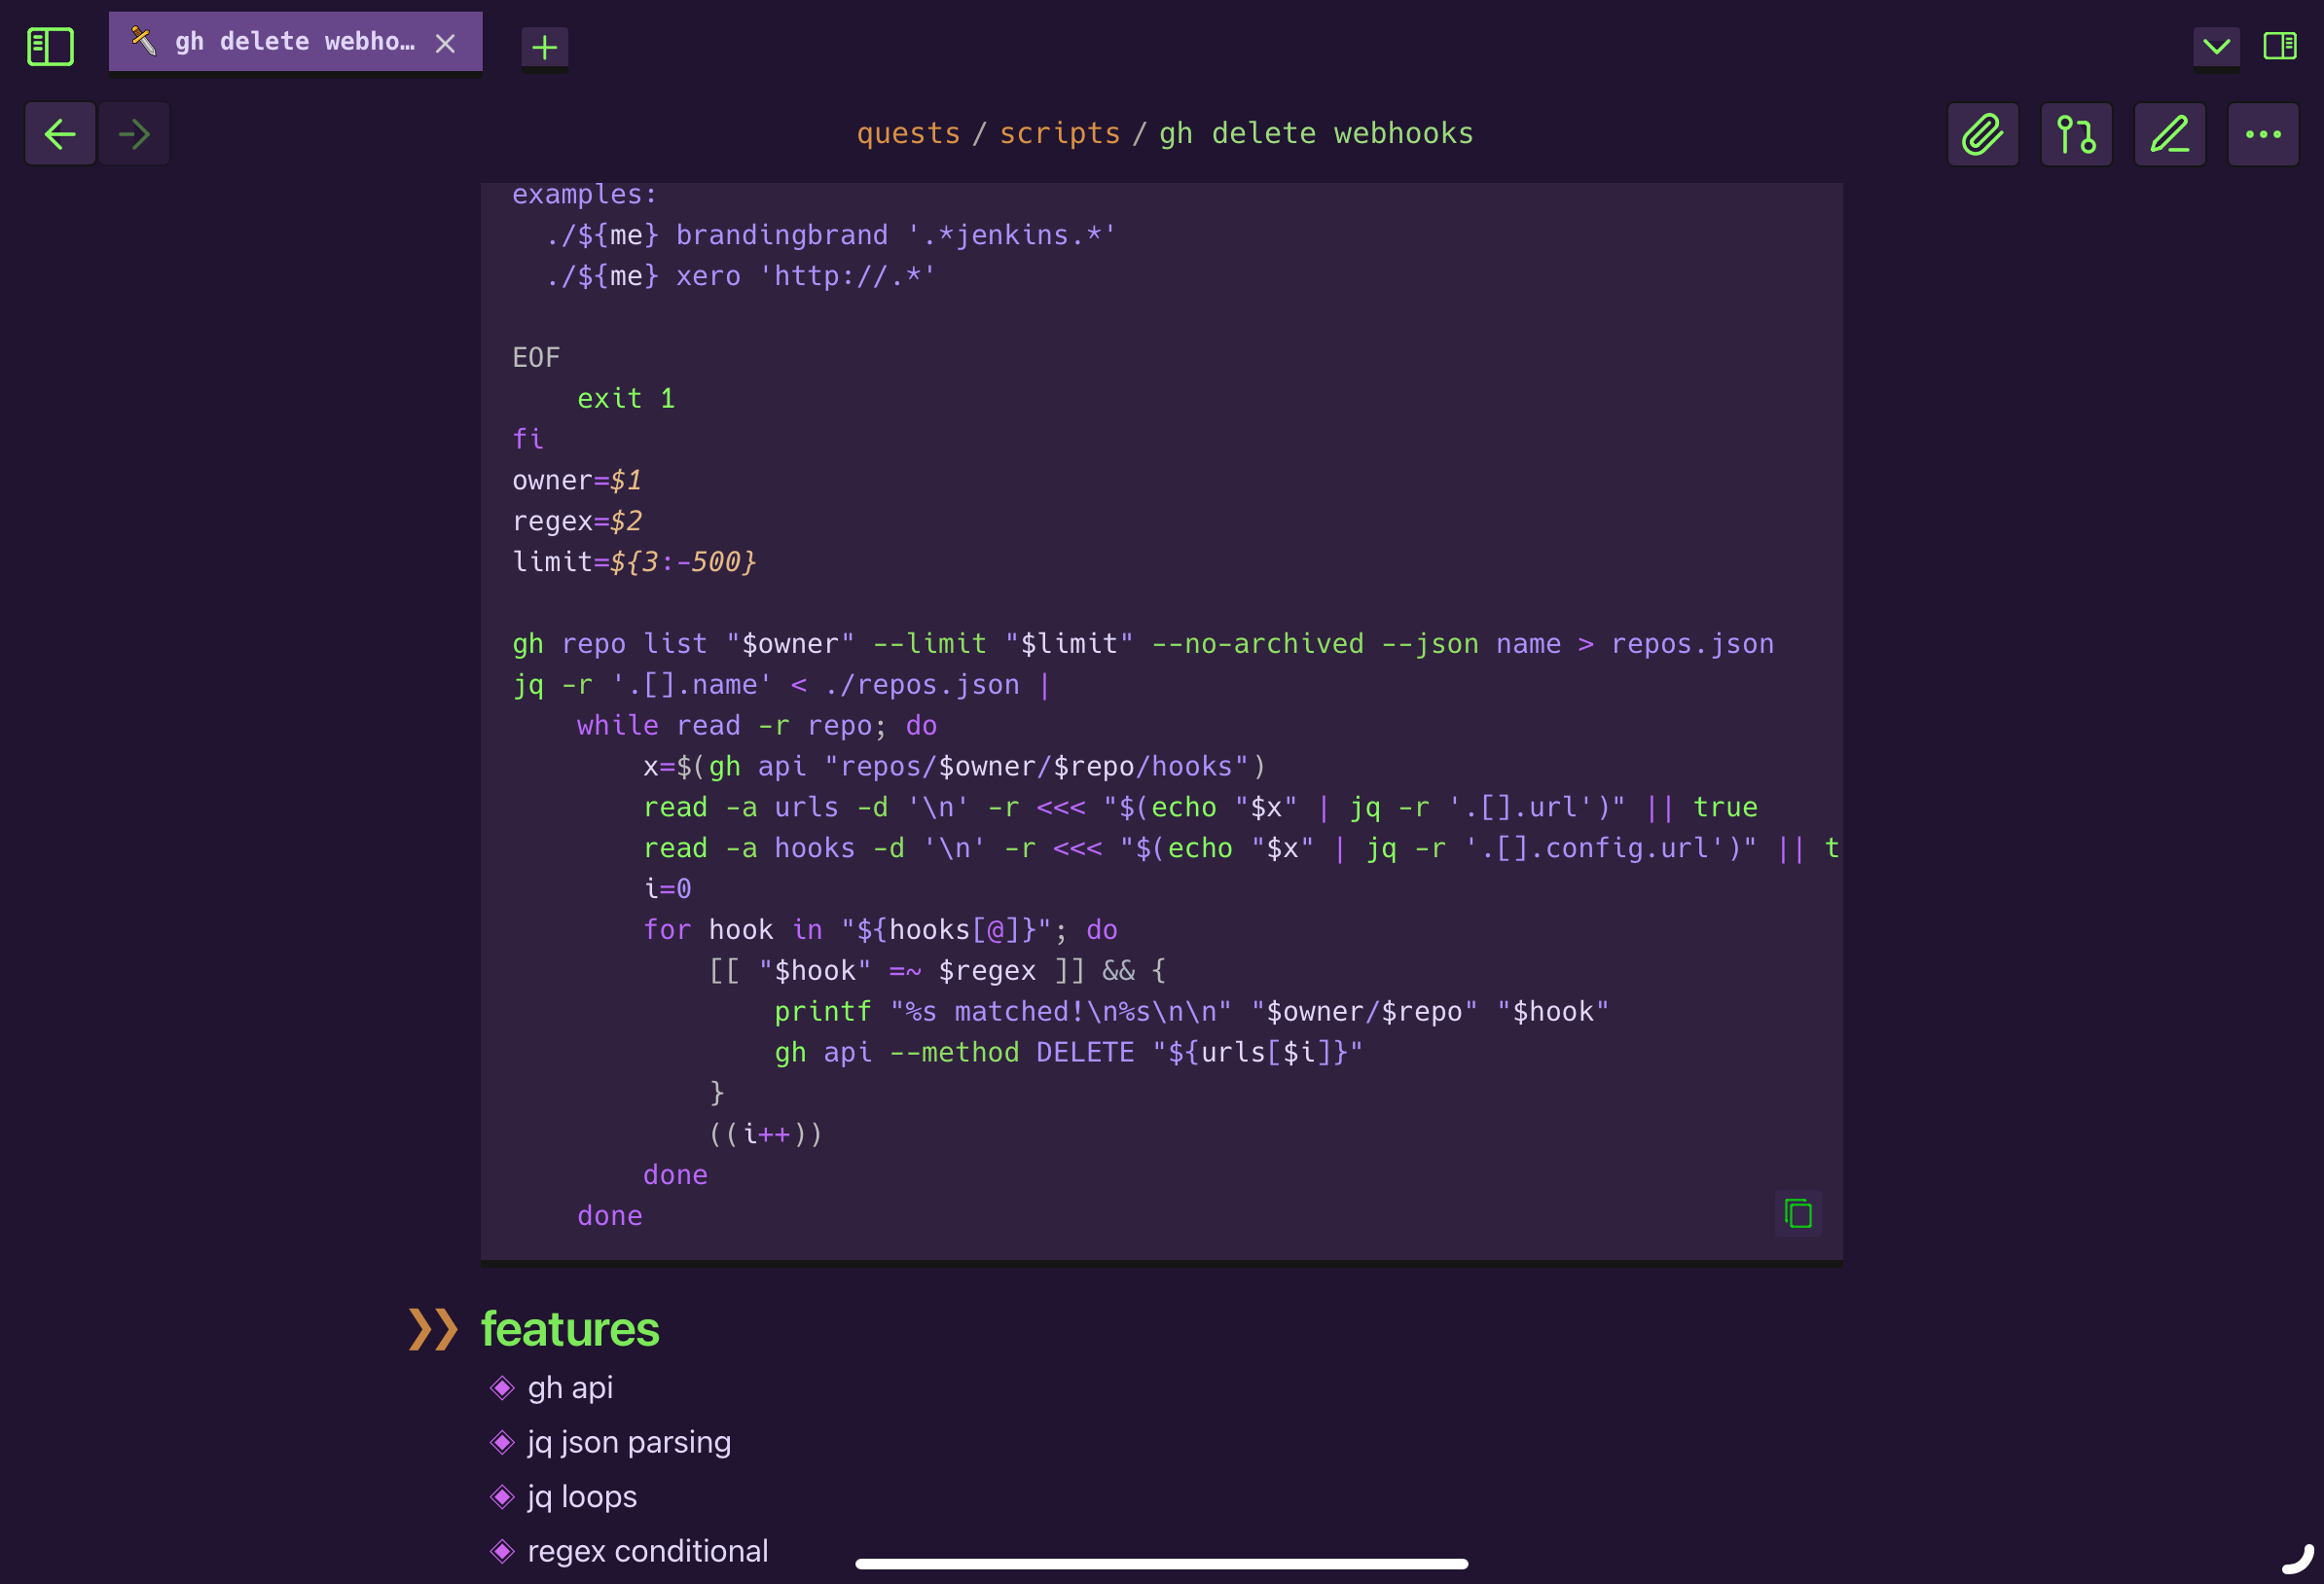 gh delete webho…
quests / scripts / gh delete webhooks
examples:
  ./${me} brandingbrand '.*jenkins.*'
  ./${me} xero 'http://.*'

EOF
    exit 1
fi
owner=$1
regex=$2
limit=${3:-500}

gh repo list "$owner" --limit "$limit" --no-archived --json name > repos.json
jq -r '.[].name' < ./repos.json |
    while read -r repo; do
        x=$(gh api "repos/$owner/$repo/hooks")
        read -a urls -d '\n' -r <<< "$(echo "$x" | jq -r '.[].url')" || true
        read -a hooks -d '\n' -r <<< "$(echo "$x" | jq -r '.[].config.url')" || t
        i=0
        for hook in "${hooks[@]}"; do
            [[ "$hook" =~ $regex ]] && {
                printf "%s matched!\n%s\n\n" "$owner/$repo" "$hook"
                gh api --method DELETE "${urls[$i]}"
            }
            ((i++))
        done
    done
features
gh api
jq json parsing
jq loops
regex conditional